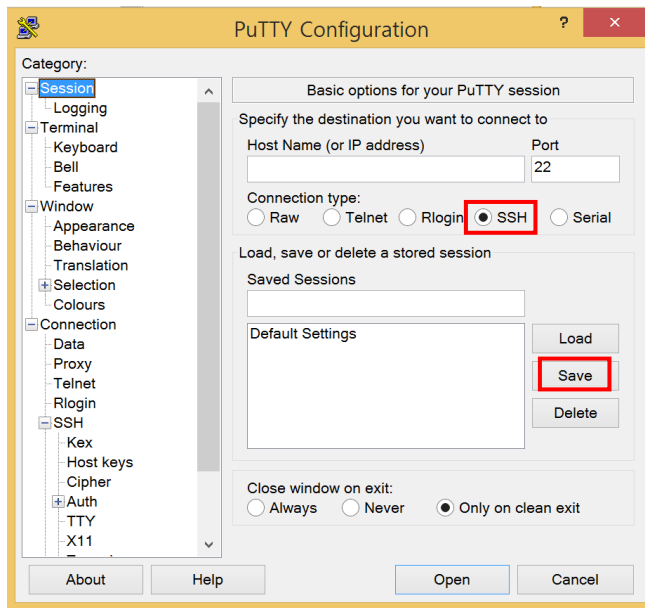 PuTTY Configuration
?
×
Category:
Session
Logging
Terminal
Keyboard
Bell
Features
Window
Appearance
Behaviour
Translation
Selection
Colours
Connection
Data
Proxy
Telnet
Rlogin
SSH
Kex
Host keys
Cipher
Auth
TTY
X11
Basic options for your PuTTY session
Specify the destination you want to connect to
Host Name (or IP address) Port
22
Connection type:
Raw Telnet Rlogin SSH Serial
Load, save or delete a stored session
Saved Sessions
Default Settings
Load
Save
Delete
Close window on exit:
Always Never Only on clean exit
About Help Open Cancel